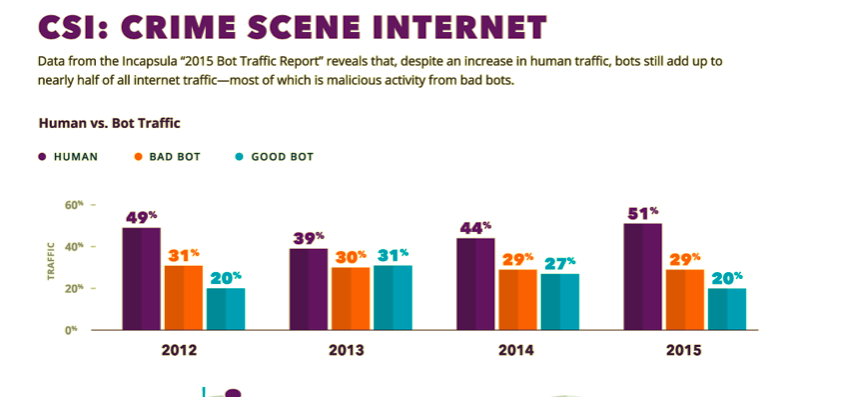 CSI: CRIME SCENE INTERNET
Data from the Incapsula “2015 Bot Traffic Report” reveals that, despite an increase in human traffic, bots still add up to
nearly half of all internet traffic—most of which is malicious activity from bad bots.
Human vs. Bot Traffic
HUMAN BAD BOT GOOD BOT
TRAFFIC
60%
40%
20%
0%
49% 31% 20%
39% 30% 31%
44% 29% 27%
51% 29% 20%
2012 2013 2014 2015